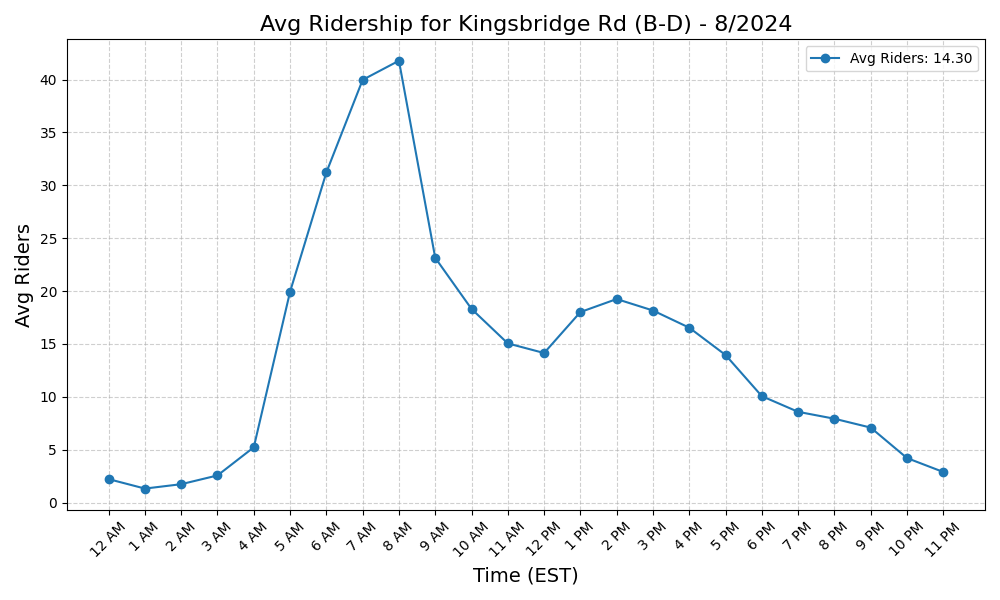 Avg Ridership for Kingsbridge Rd (B-D) - 8/2024
Avg Riders: 14.30
Avg Riders
40
35
30
25
20
15
10
5
0
12 AM
1 AM
2 AM
3 AM
4 AM
5 AM
6 AM
7 AM
8 AM
9 AM
10 AM
11 AM
12 PM
1 PM
2 PM
3 PM
4 PM
5 PM
6 PM
7 PM
8 PM
9 PM
10 PM
11 PM
Time (EST)